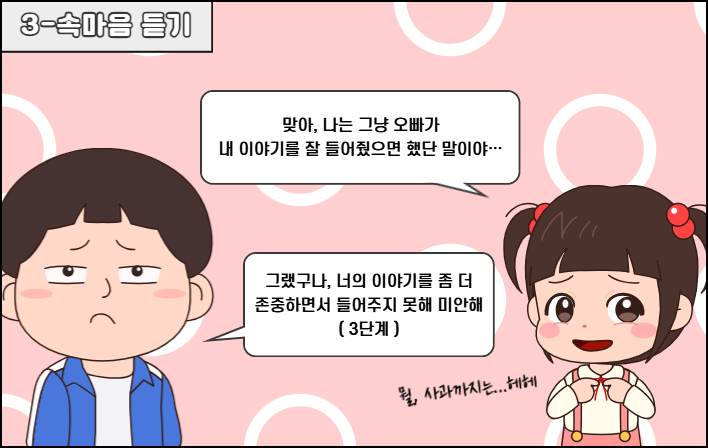 3-속마음 듣기
맞아, 나는 그냥 오빠가
내 이야기를 잘 들어줬으면 했단 말이야…
그랬구나, 너의 이야기를 좀 더
존중하면서 들어주지 못해 미안해
( 3단계 )
뭘, 사과까지는...헤헤